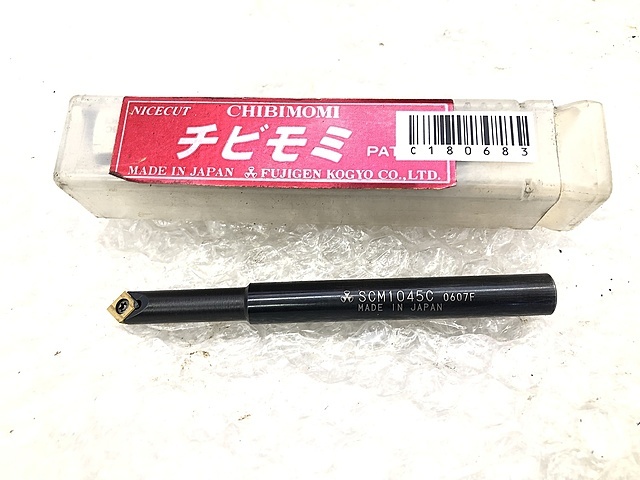 NICECUT CHIBIMOMI
チビモミ PAT
C180683
MADE IN JAPAN FUJIGEN KOGYO CO.,LTD.
SCM1045C 0607F
MADE IN JAPAN